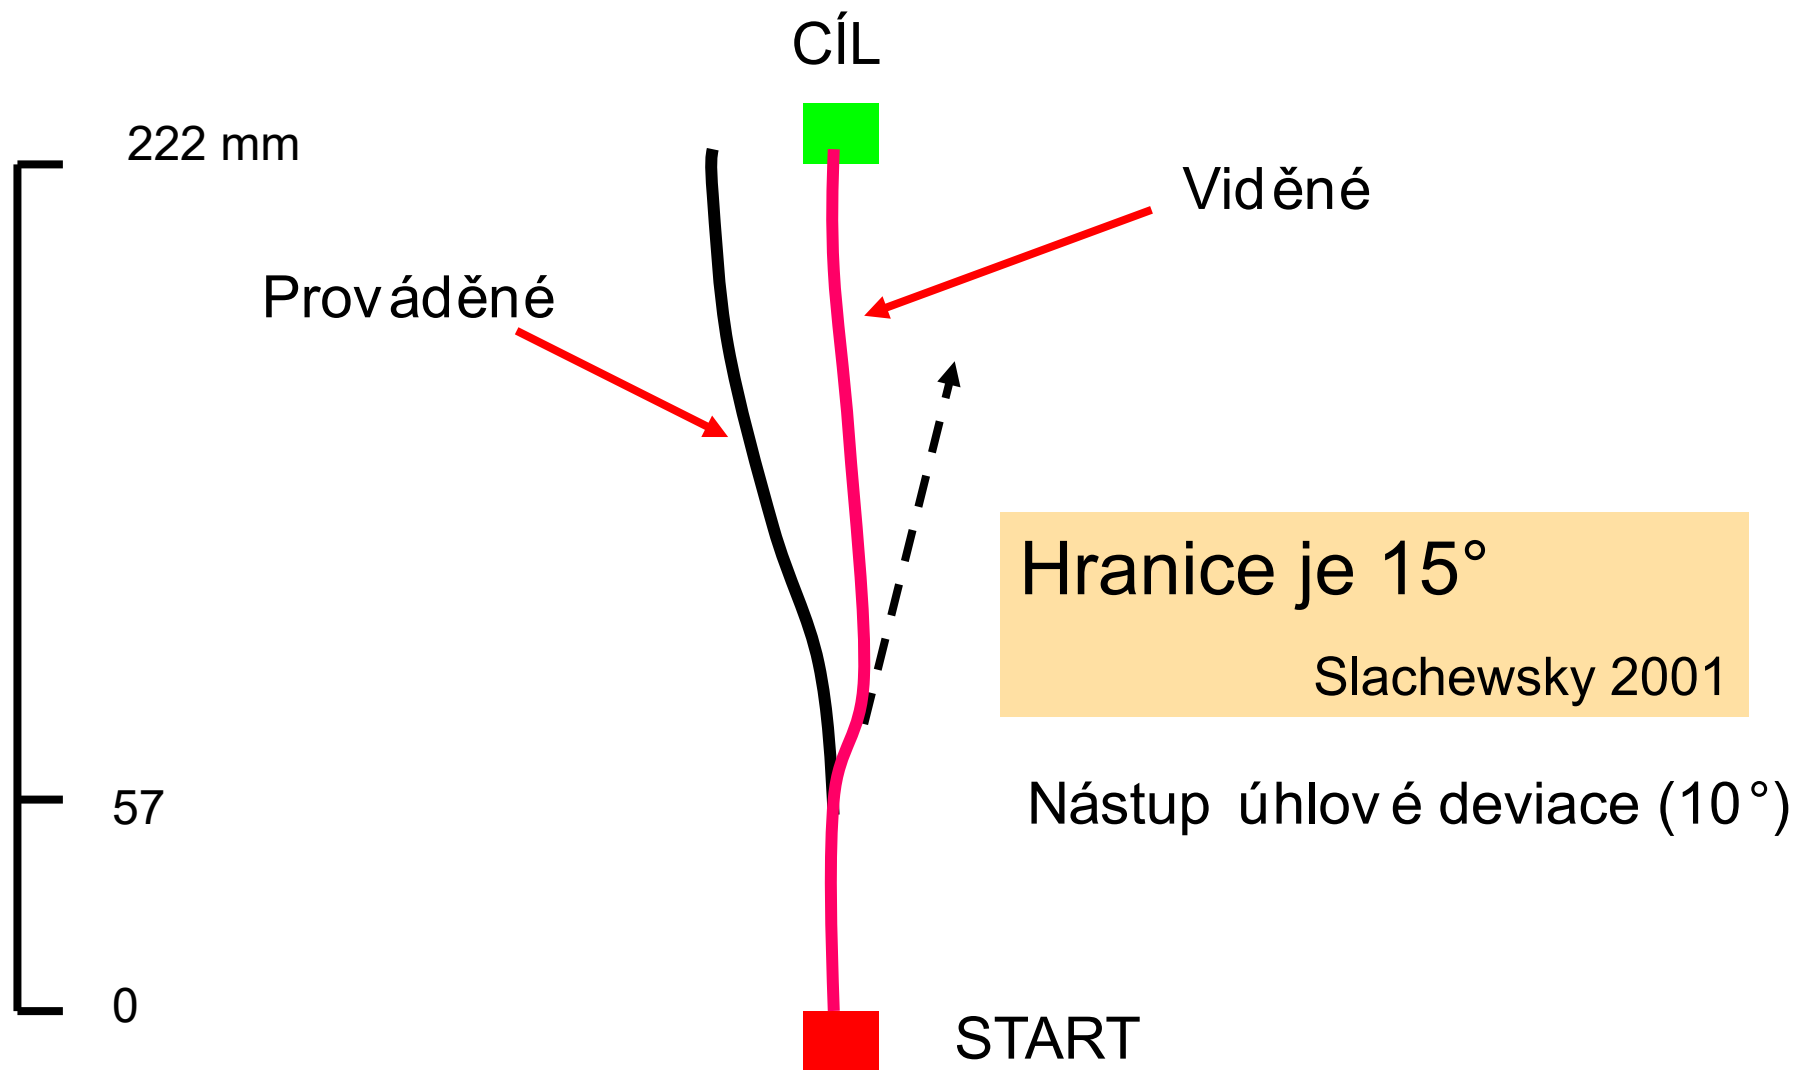 CÍL
222 mm
Viděné
Prováděné
Hranice je 15°
Slachewsky 2001
57
Nástup úhlové deviace (10°)
0
START